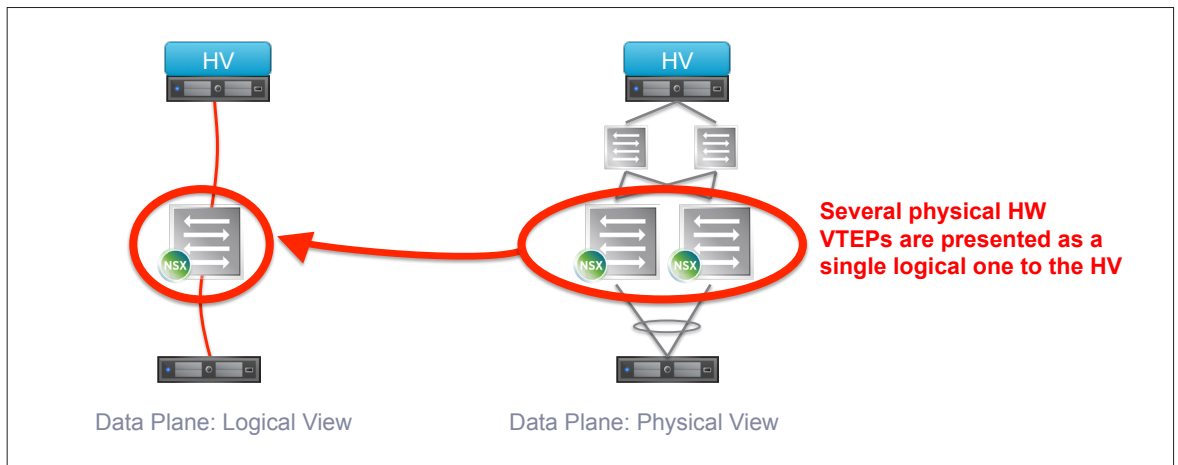 HV
HV
NSX
NSX
NSX
Several physical HW
VTEPs are presented as a
single logical one to the HV
Data Plane: Logical View
Data Plane: Physical View